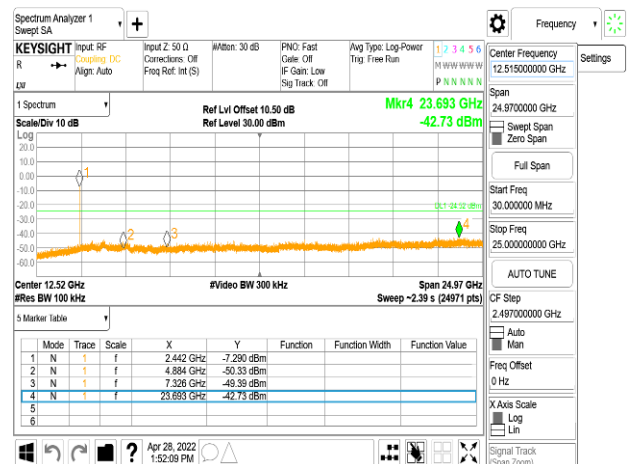 Spectrum Analyzer 1
Swept SA
Frequency
KEYSIGHT
Input: RF
Coupling: DC
Align: Auto
Input Z: 50 Ω
Corrections: Off
Freq Ref: Int (S)
#Atten: 30 dB
PNO: Fast
Gate: Off
IF Gain: Low
Sig Track: Off
Avg Type: Log-Power
Trig: Free Run
1 2 3 4 5 6
M W W W W W
P N N N N N
R
LXI
1 Spectrum
Scale/Div 10 dB
Ref Lvl Offset 10.50 dB
Ref Level 30.00 dBm
Mkr4 23.693 GHz
-42.73 dBm
Log
20.0
10.0
0.00
-10.0
-20.0
-30.0
-40.0
-50.0
-60.0
1
2
3
4
Center 12.52 GHz
#Res BW 100 kHz
#Video BW 300 kHz
Span 24.97 GHz
Sweep ~2.39 s (24971 pts)
5 Marker Table
Mode Trace Scale X Y Function Function Width Function Value
1 N 1 f 2.442 GHz -7.290 dBm
2 N 1 f 4.884 GHz -50.33 dBm
3 N 1 f 7.326 GHz -49.39 dBm
4 N 1 f 23.693 GHz -42.73 dBm
5
6
Apr 28, 2022
1:52:09 PM
Settings
Center Frequency
12.515000000 GHz
Span
24.9700000 GHz
Swept Span
Zero Span
Full Span
Start Freq
30.000000 MHz
Stop Freq
25.000000000 GHz
AUTO TUNE
CF Step
2.497000000 GHz
Auto
Man
Freq Offset
0 Hz
X Axis Scale
Log
Lin
Signal Track
(Span Zoom)